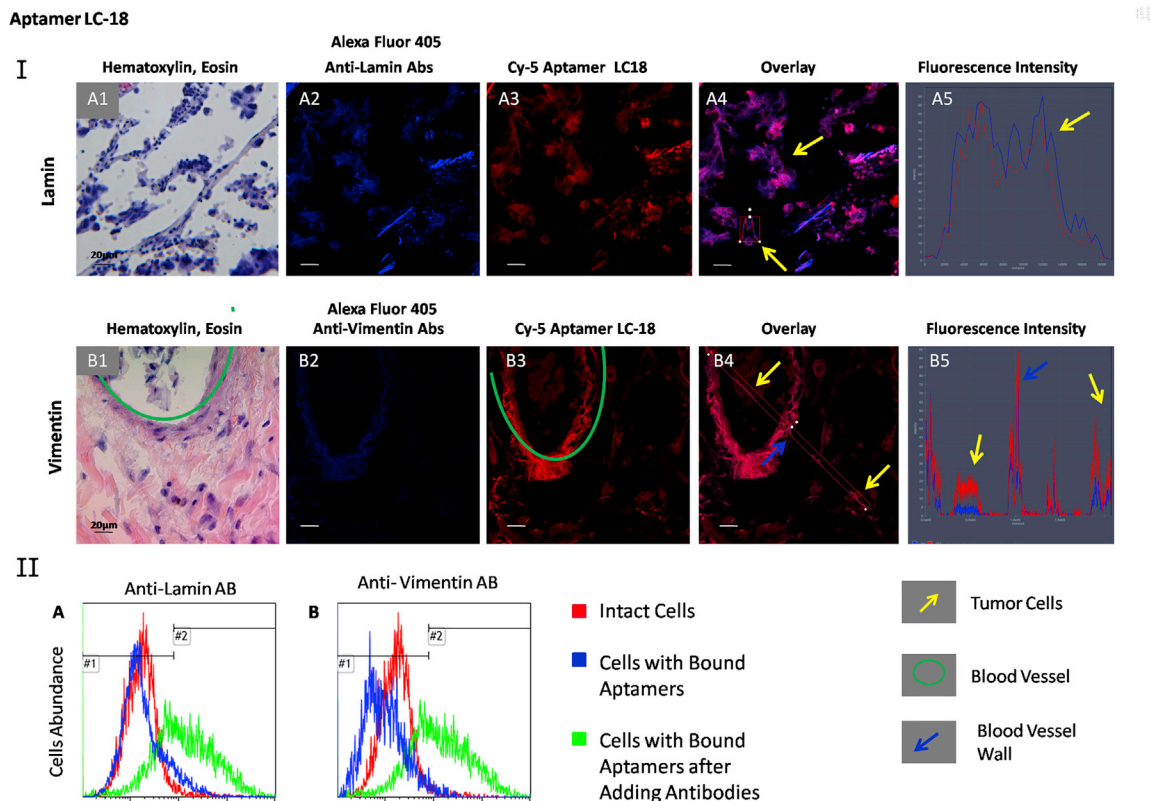 Aptamer LC-18
I
Hematoxylin, Eosin
Alexa Fluor 405
Anti-Lamin Abs
Cy-5 Aptamer LC18
Overlay
Fluorescence Intensity
Lamin
A1
A2
A3
A4
A5
20µm
Hematoxylin, Eosin
Alexa Fluor 405
Anti-Vimentin Abs
Cy-5 Aptamer LC-18
Overlay
Fluorescence Intensity
Vimentin
B1
B2
B3
B4
B5
20µm
II
Anti-Lamin AB
Anti- Vimentin AB
Cells Abundance
A
#1
#2
B
#1
#2
Intact Cells
Cells with Bound
Aptamers
Cells with Bound
Aptamers after
Adding Antibodies
Tumor Cells
Blood Vessel
Blood Vessel
Wall